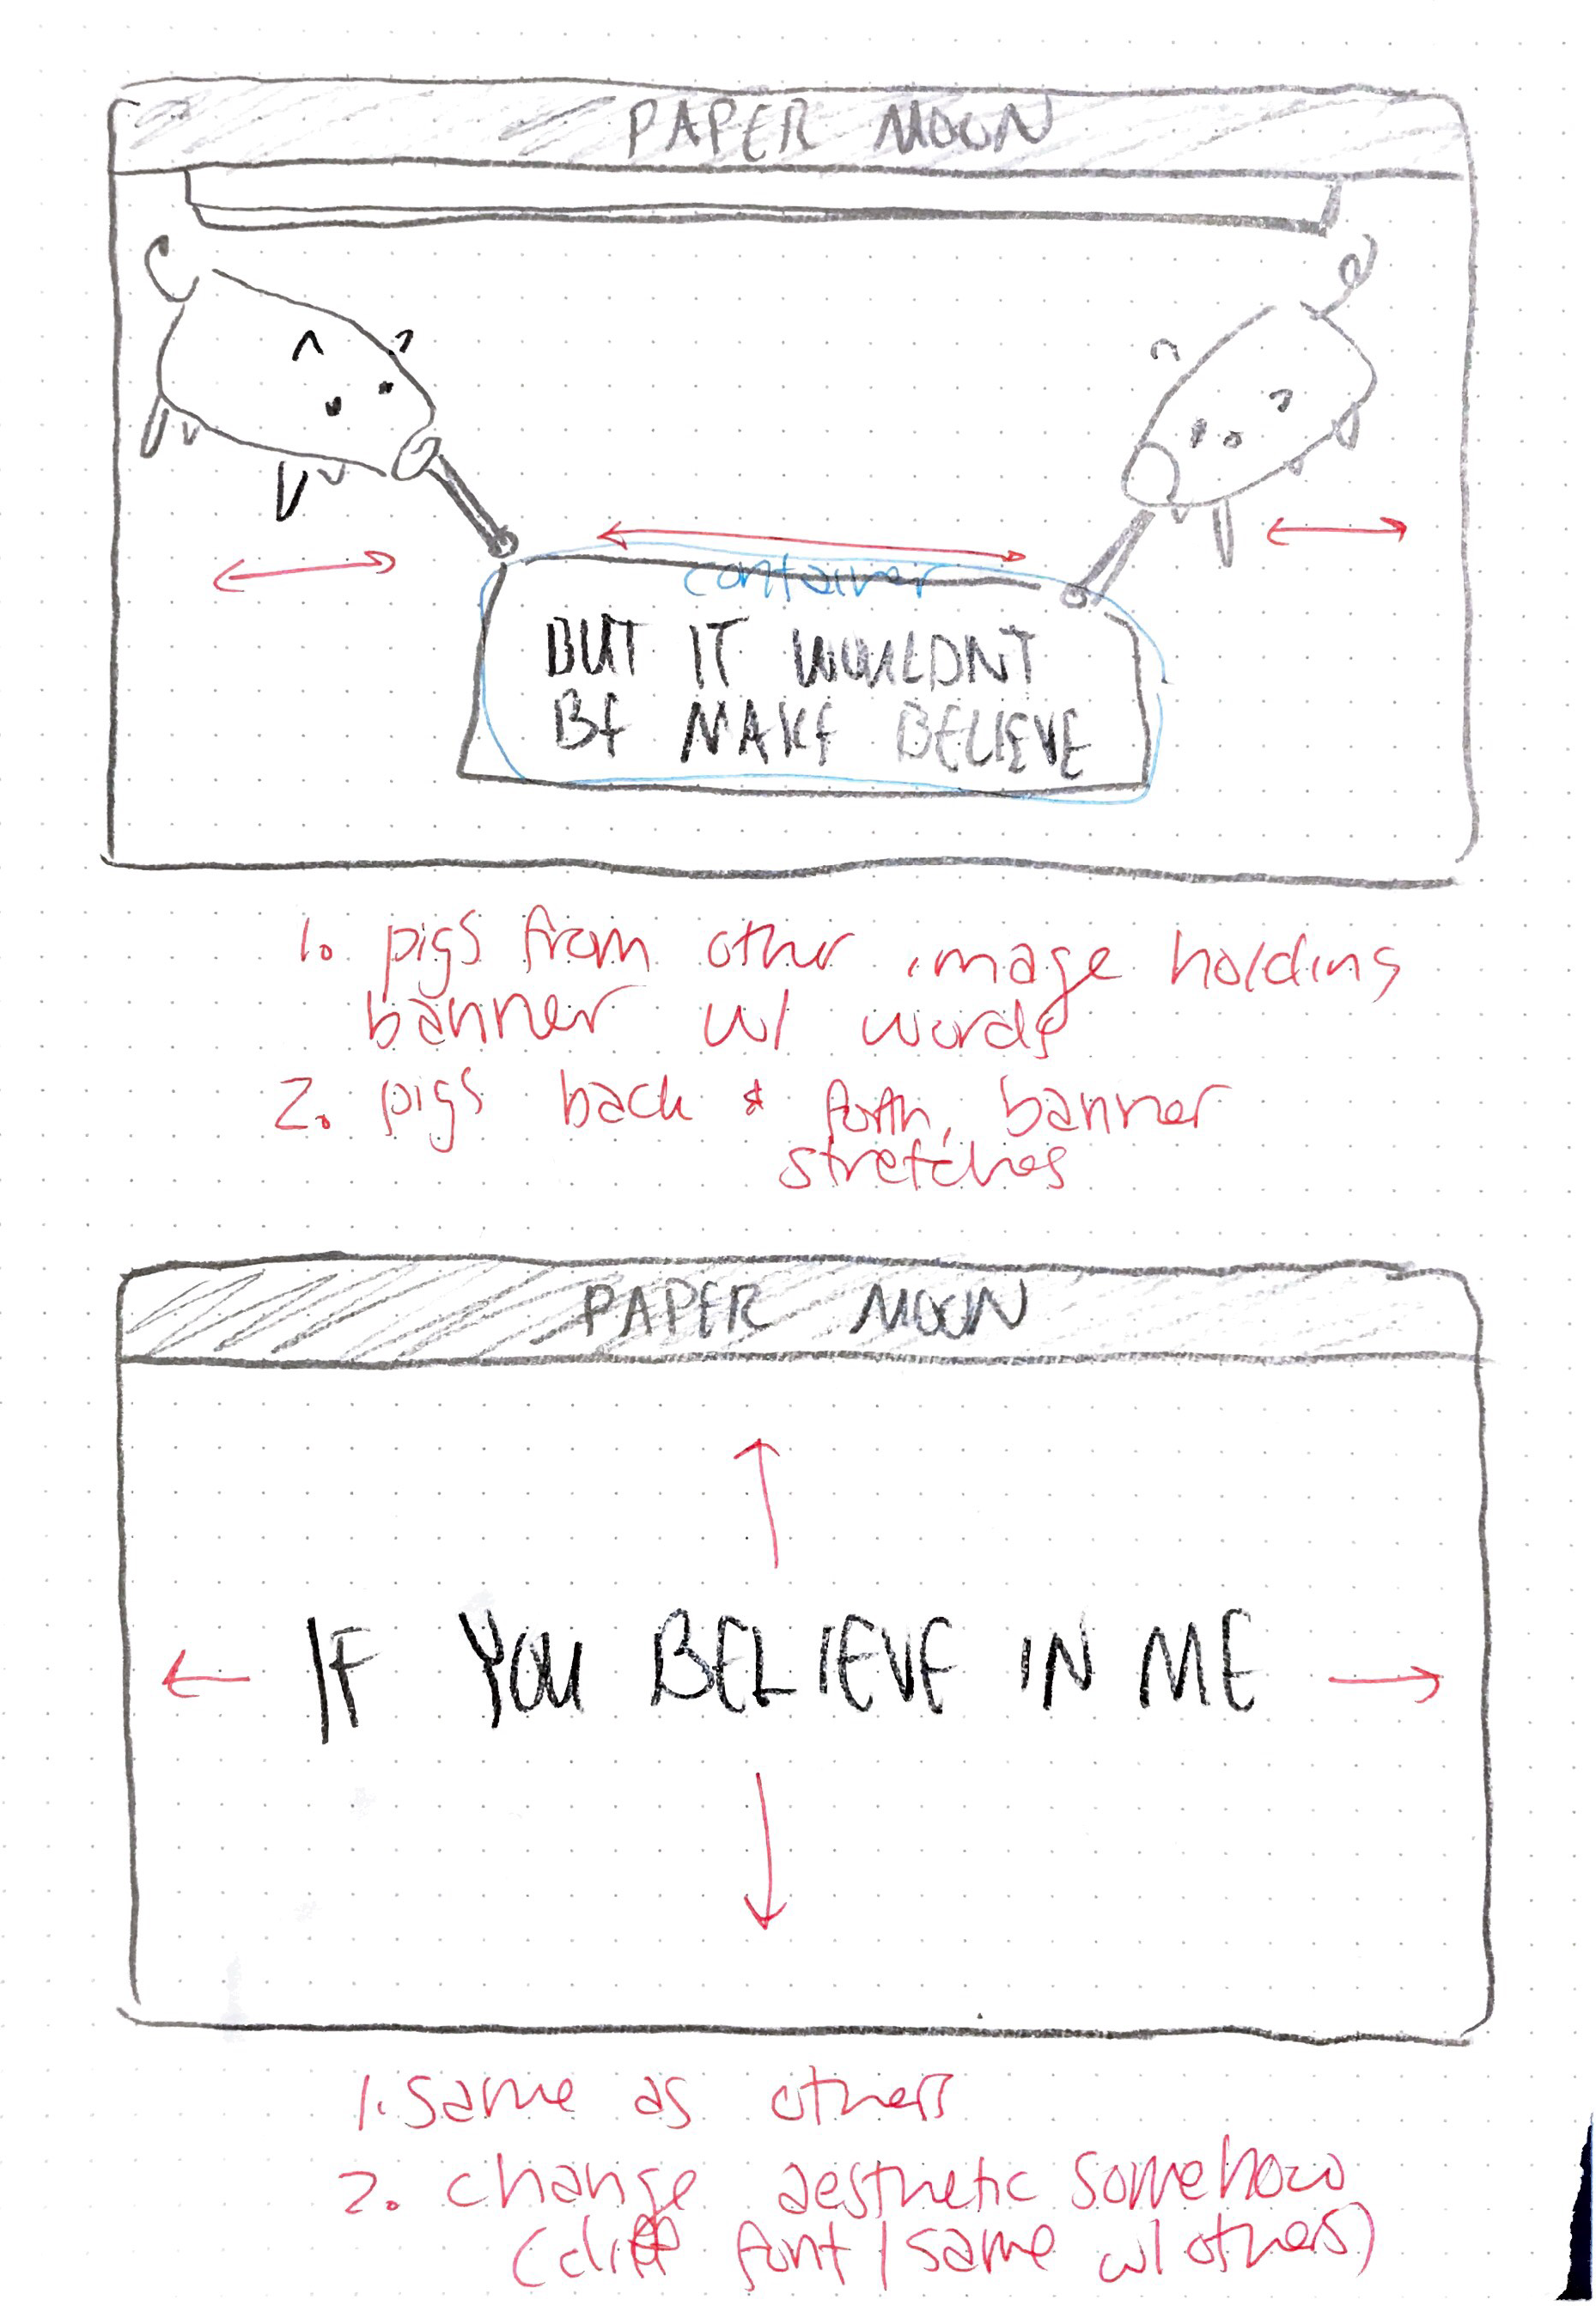 PAPER MOON
container
BUT IT WOULDNT
BE MAKE BELIEVE
1. pigs from other image holding
banner w/ words
2. pigs back & forth, banner
stretches
PAPER MOON
IF YOU BELIEVE IN ME
1. same as others
2. change aesthetic somehow
(diff font / same w/ others)